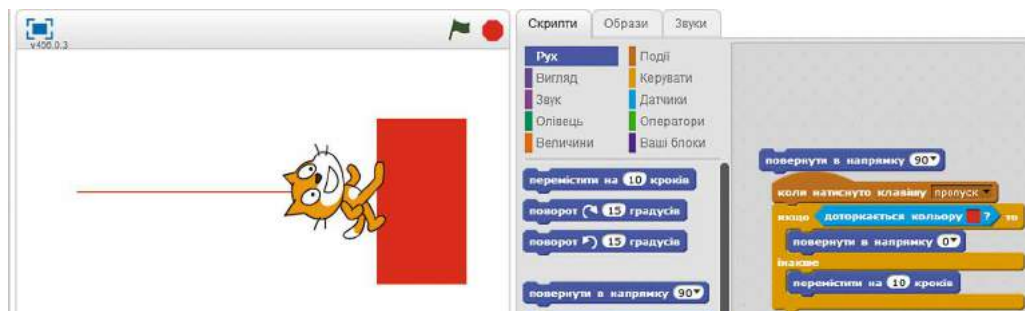 v456.0.3
Скрипти
Образи
Звуки
Рух
Події
Вигляд
Керувати
Звук
Датчики
Олівець
Оператори
Величини
Ваші блоки
перемістити на 10 кроків
поворот 15 градусів
поворот 15 градусів
повернути в напрямку 90
повернути в напрямку 90
коли натиснуто клавішу пропуск
якщо доторкається кольору ? то
повернути в напрямку 0
інакше
перемістити на 10 кроків